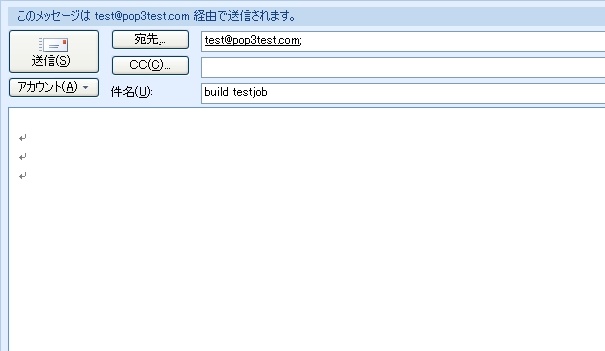 このメッセージは test@pop3test.com 経由で送信されます。
送信(S)
宛先...
test@pop3test.com;
CC(C)...
アカウント(A)
件名(U):
build testjob